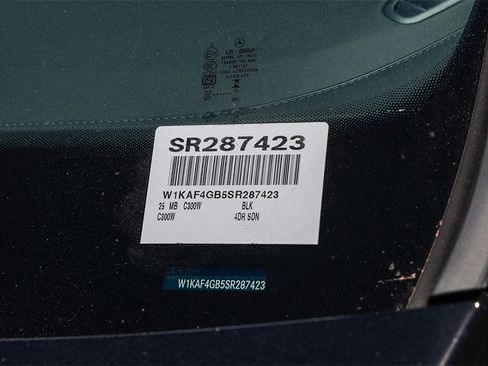 SR287423
W1KAF4GB5SR287423
25 MB C300W BLK
C300W 4DR SDN
W1KAF4GB5SR287423